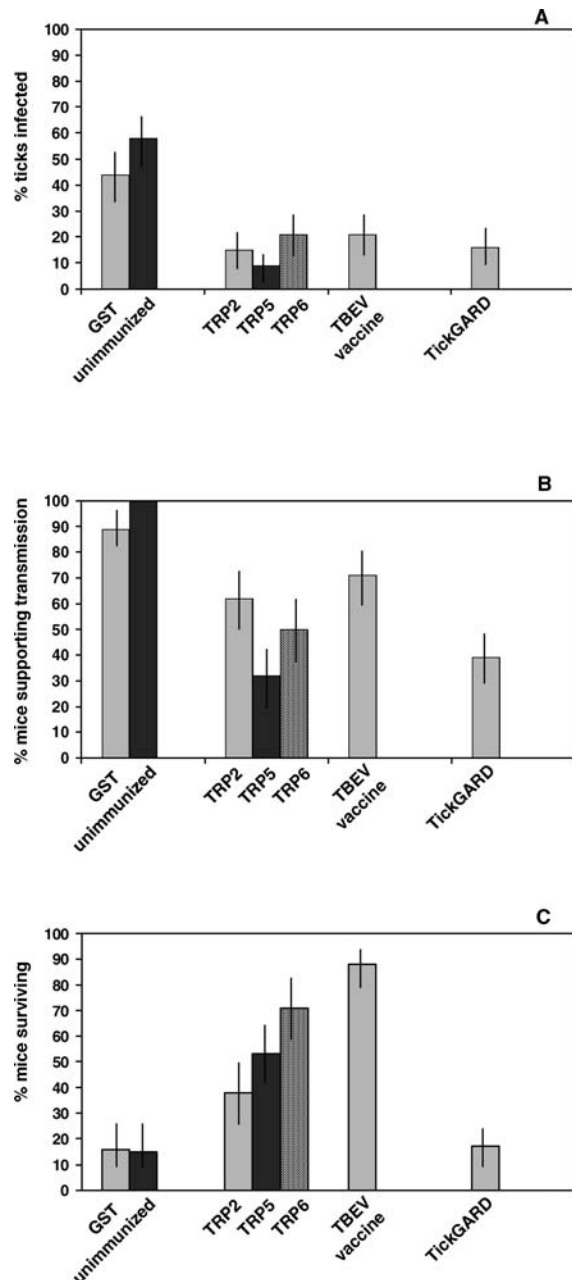 A
% ticks infected
100
90
80
70
60
50
40
30
20
10
0
GST
unimmunized
TRP2
TRP5
TRP6
TBEV
vaccine
TickGARD
B
% mice supporting transmission
100
90
80
70
60
50
40
30
20
10
0
GST
unimmunized
TRP2
TRP5
TRP6
TBEV
vaccine
TickGARD
C
% mice surviving
100
90
80
70
60
50
40
30
20
10
0
GST
unimmunized
TRP2
TRP5
TRP6
TBEV
vaccine
TickGARD